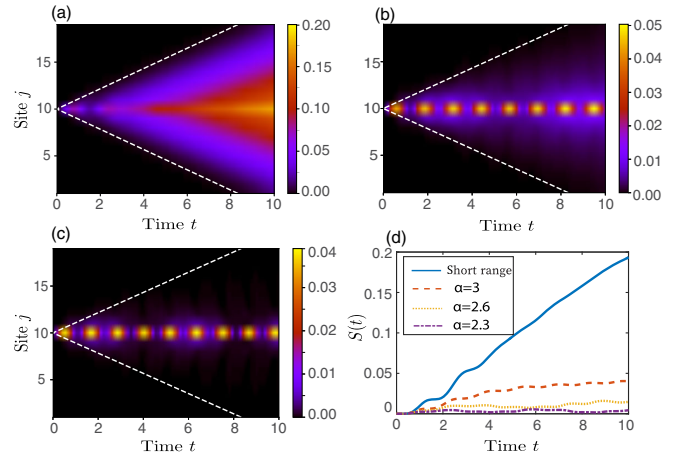 (a)
Site j
15
10
5
0 2 4 6 8 10
Time t
0.20
0.15
0.10
0.05
0.00
(b)
15
10
5
0 2 4 6 8 10
Time t
0.05
0.04
0.03
0.02
0.01
0.00
(c)
Site j
15
10
5
0 2 4 6 8 10
Time t
0.04
0.03
0.02
0.01
0.00
(d)
S(t)
0.2
0.15
0.1
0.05
0
0 2 4 6 8 10
Time t
Short range
α=3
α=2.6
α=2.3